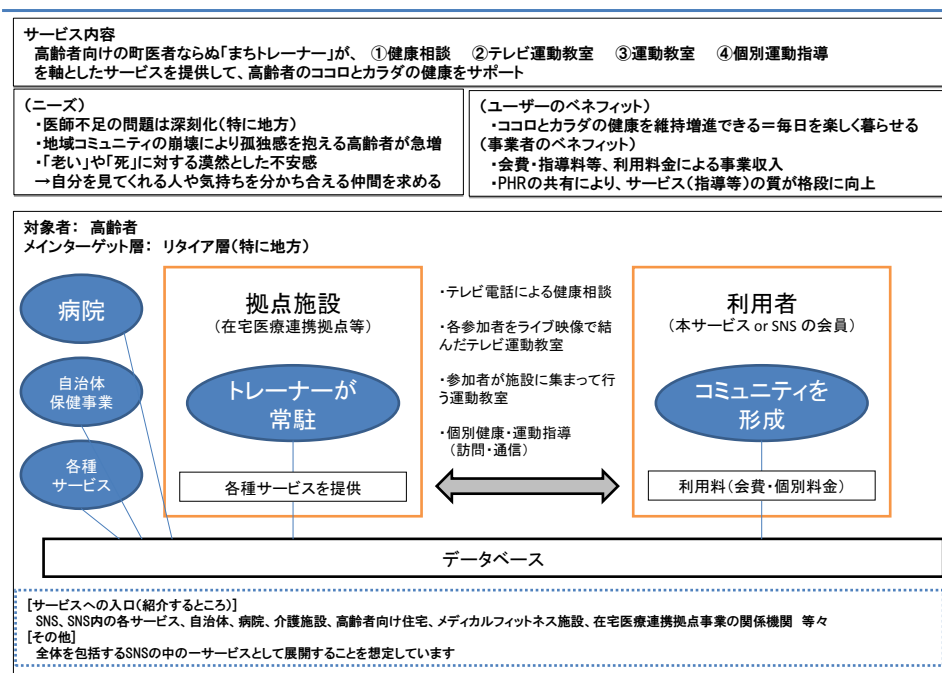 サービス内容
高齢者向けの町医者ならぬ「まちトレーナー」が、 ①健康相談 ②テレビ運動教室 ③運動教室 ④個別運動指導
を軸としたサービスを提供して、高齢者のココロとカラダの健康をサポート
（ニーズ）
・医師不足の問題は深刻化（特に地方）
・地域コミュニティの崩壊により孤独感を抱える高齢者が急増
・「老い」や「死」に対する漠然とした不安感
→自分を見てくれる人や気持ちを分かち合える仲間を求める
（ユーザーのベネフィット）
・ココロとカラダの健康を維持増進できる＝毎日を楽しく暮らせる
（事業者のベネフィット）
・会費・指導料等、利用料金による事業収入
・PHRの共有により、サービス（指導等）の質が格段に向上
対象者： 高齢者
メインターゲット層： リタイア層（特に地方）
病院
自治体
保健事業
各種
サービス
拠点施設
（在宅医療連携拠点等）
トレーナーが
常駐
各種サービスを提供
・テレビ電話による健康相談
・各参加者をライブ映像で結
んだテレビ運動教室
・参加者が施設に集まって行
う運動教室
・個別健康・運動指導
（訪問・通信）
利用者
（本サービス or SNS の会員）
コミュニティを
形成
利用料（会費・個別料金）
データベース
[サービスへの入口（紹介するところ）]
SNS、SNS内の各サービス、自治体、病院、介護施設、高齢者向け住宅、メディカルフィットネス施設、在宅医療連携拠点事業の関係機関 等々
[その他]
全体を包括するSNSの中の一サービスとして展開することを想定しています